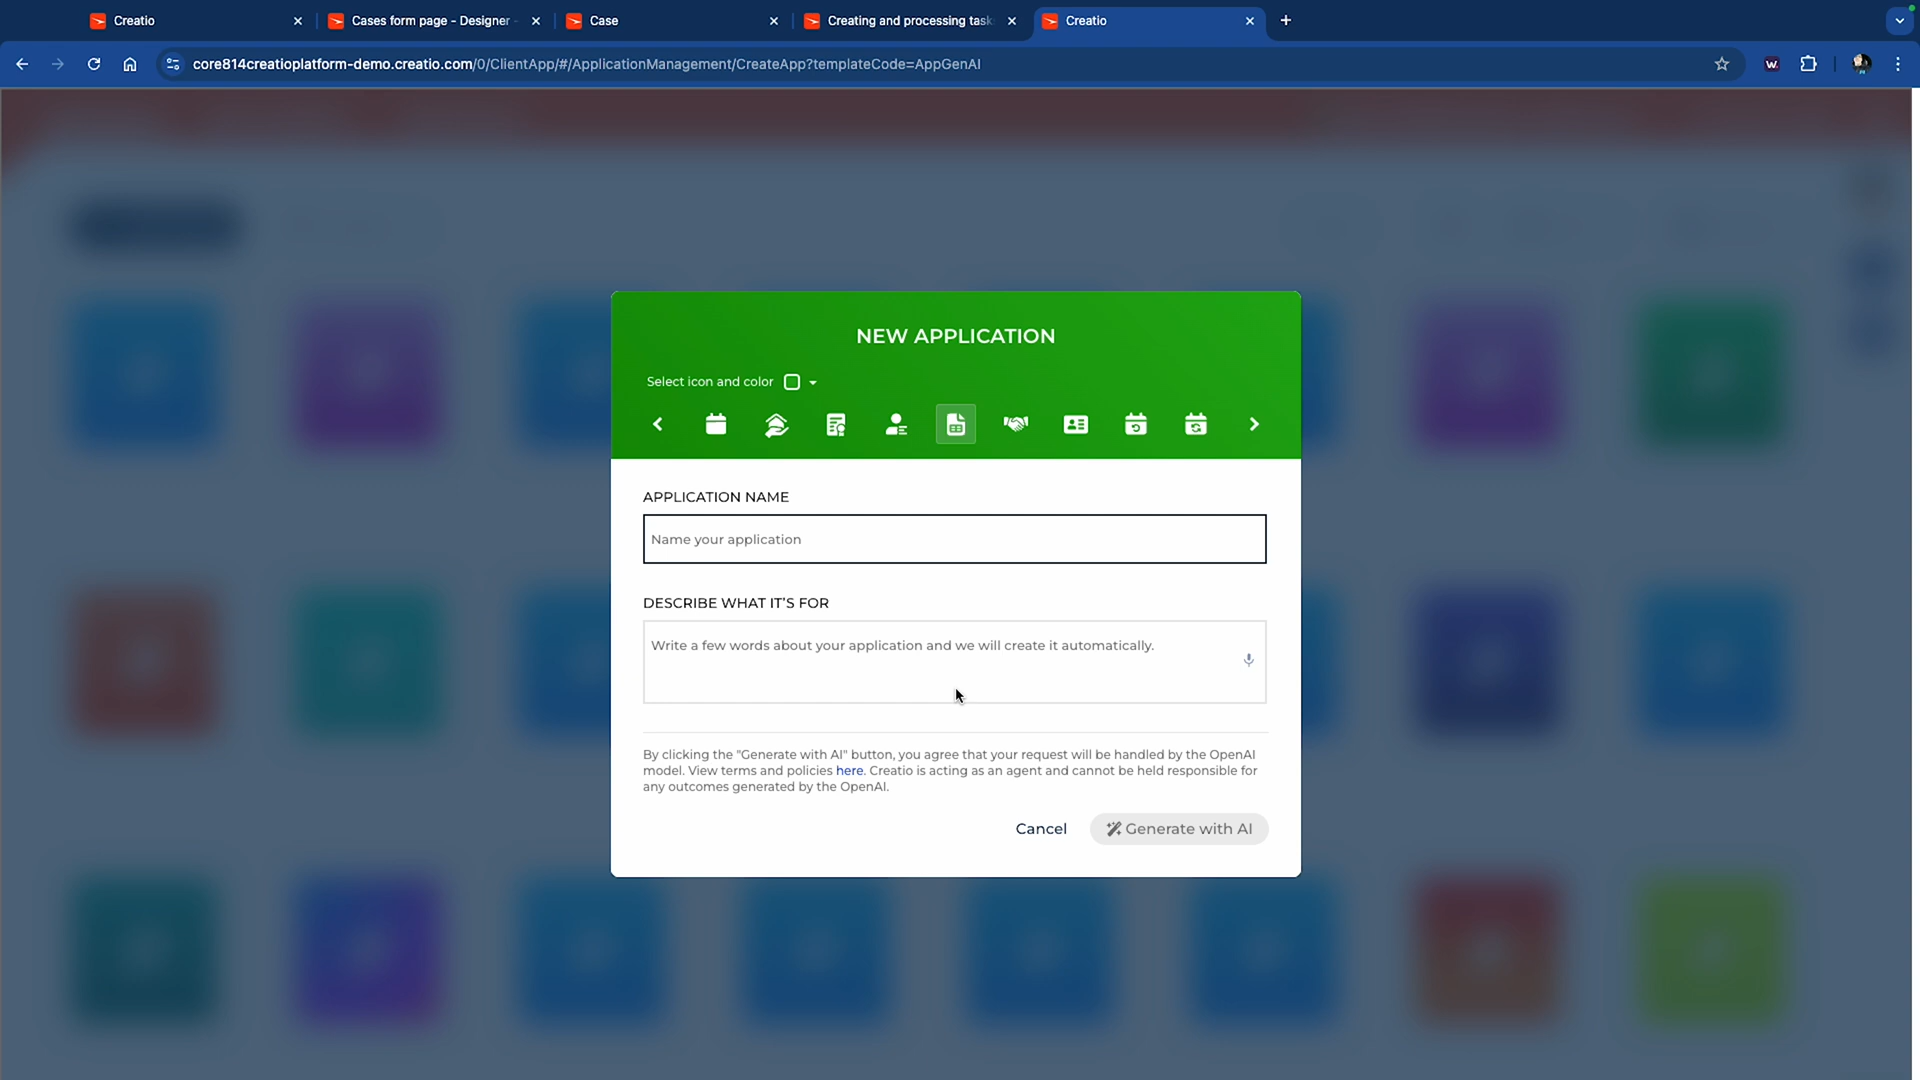 Creatio
Cases form page - Designer
Case
Creating and processing task
Creatio
core814creatioplatform-demo.creatio.com/0/ClientApp/#/ApplicationManagement/CreateApp?templateCode=AppGenAI
W
NEW APPLICATION
Select icon and color
APPLICATION NAME
Name your application
DESCRIBE WHAT IT'S FOR
Write a few words about your application and we will create it automatically.
By clicking the "Generate with AI" button, you agree that your request will be handled by the OpenAI
model. View terms and policies here. Creatio is acting as an agent and cannot be held responsible for
any outcomes generated by the OpenAI.
Cancel
Generate with AI